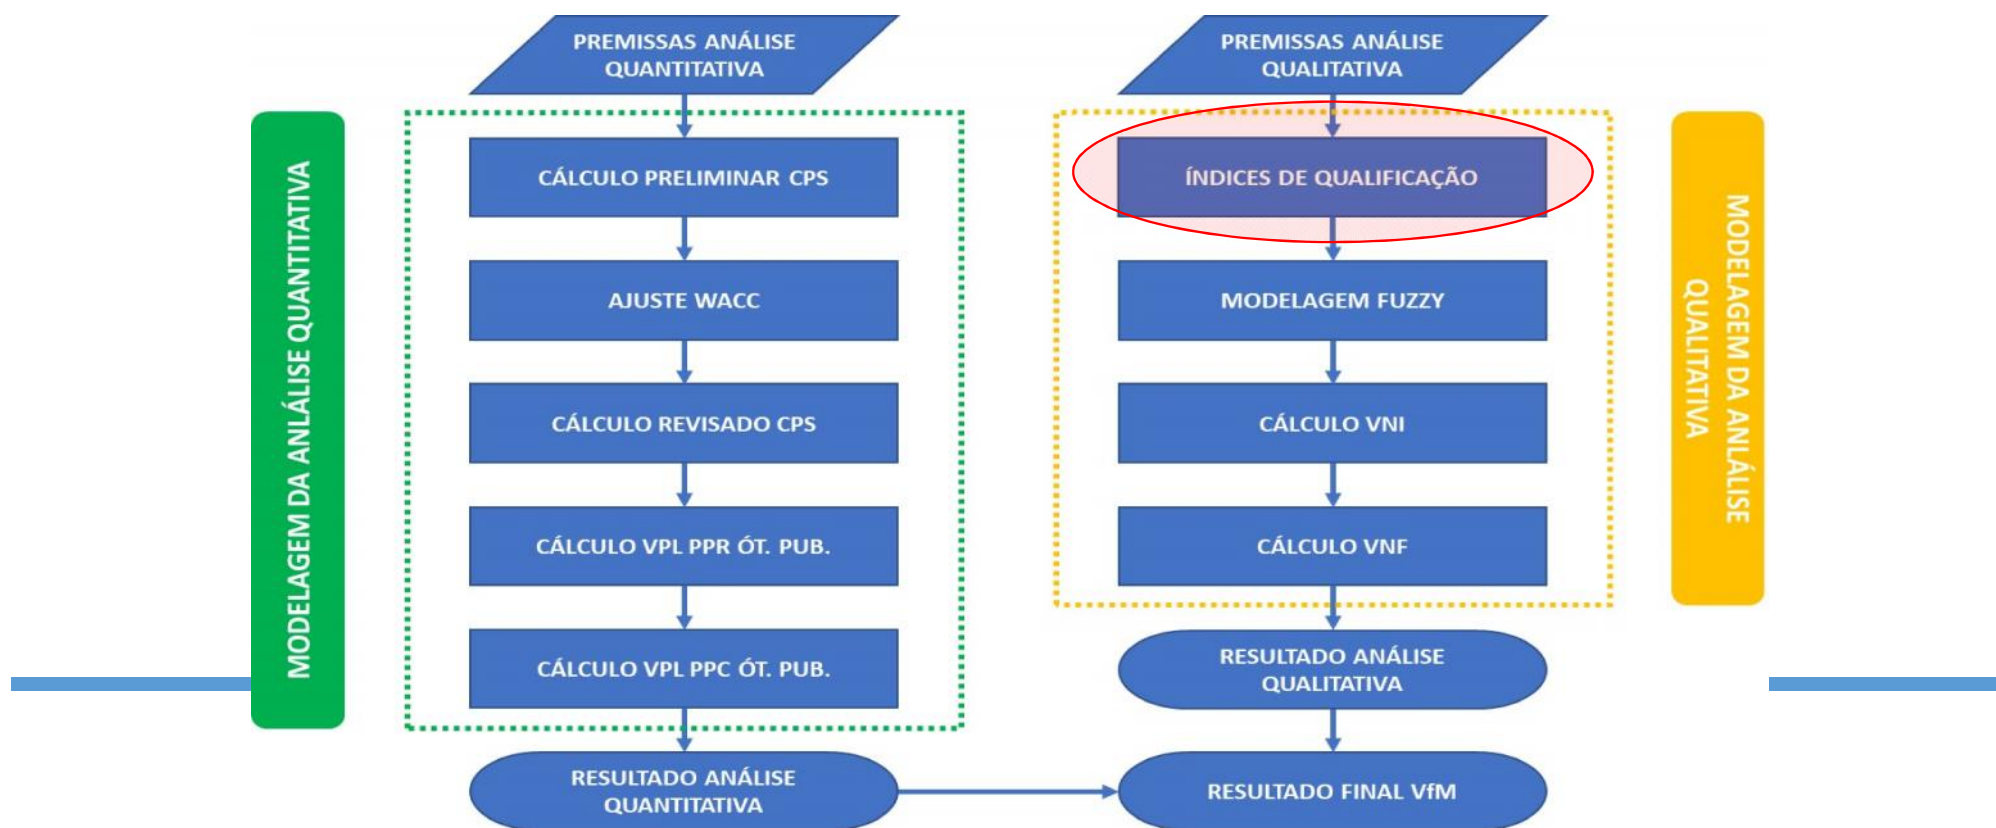 PREMISSAS ANÁLISE
QUANTITATIVA
CÁLCULO PRELIMINAR CPS
AJUSTE WACC
CÁLCULO REVISADO CPS
CÁLCULO VPL PPR ÓT. PUB.
CÁLCULO VPL PPC ÓT. PUB.
RESULTADO ANÁLISE
QUANTITATIVA
MODELAGEM DA ANLÁLISE QUANTITATIVA
PREMISSAS ANÁLISE
QUALITATIVA
ÍNDICES DE QUALIFICAÇÃO
MODELAGEM FUZZY
CÁLCULO VNI
CÁLCULO VNF
RESULTADO ANÁLISE
QUALITATIVA
RESULTADO FINAL VfM
MODELAGEM DA ANLÁLISE
QUALITATIVA